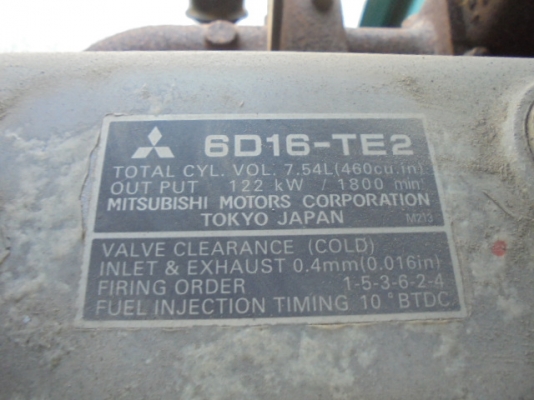 6D16-TE2
TOTAL CYL. VOL. 7.54L(460cu.in)
OUT PUT 122 kW / 1800 min
MITSUBISHI MOTORS CORPORATION
TOKYO JAPAN M213
VALVE CLEARANCE (COLD)
INLET & EXHAUST 0.4mm(0.016in)
FIRING ORDER 1-5-3-6-2-4
FUEL INJECTION TIMING 10° BTDC